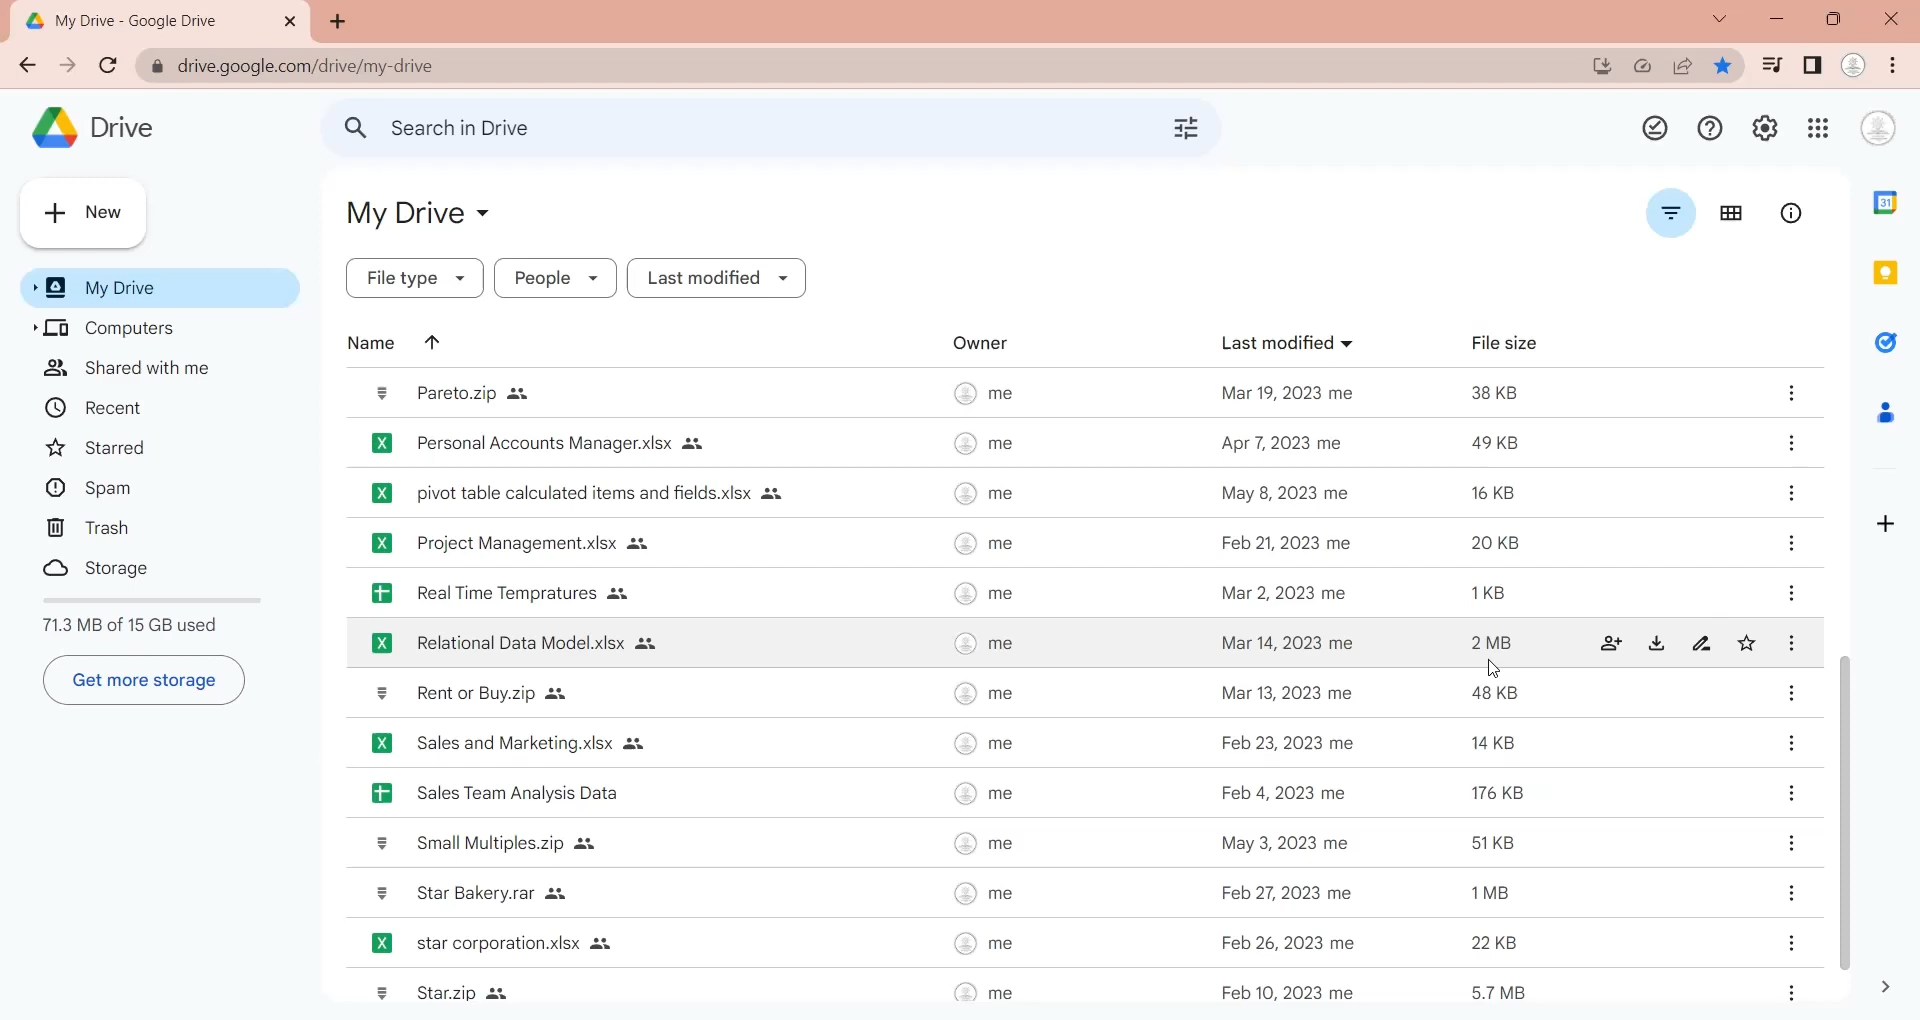 My Drive - Google Drive
drive.google.com/drive/my-drive
Drive
Search in Drive
New
My Drive
31
File type People Last modified
My Drive
Computers
Shared with me
Recent
Starred
Spam
Trash
Storage
71.3 MB of 15 GB used
Get more storage
Name Owner Last modified File size
Pareto.zip me Mar 19, 2023 me 38 KB
Personal Accounts Manager.xlsx me Apr 7, 2023 me 49 KB
pivot table calculated items and fields.xlsx me May 8, 2023 me 16 KB
Project Management.xlsx me Feb 21, 2023 me 20 KB
Real Time Tempratures me Mar 2, 2023 me 1 KB
Relational Data Model.xlsx me Mar 14, 2023 me 2 MB
Rent or Buy.zip me Mar 13, 2023 me 48 KB
Sales and Marketing.xlsx me Feb 23, 2023 me 14 KB
Sales Team Analysis Data me Feb 4, 2023 me 176 KB
Small Multiples.zip me May 3, 2023 me 51 KB
Star Bakery.rar me Feb 27, 2023 me 1 MB
star corporation.xlsx me Feb 26, 2023 me 22 KB
Star.zip me Feb 10, 2023 me 5.7 MB